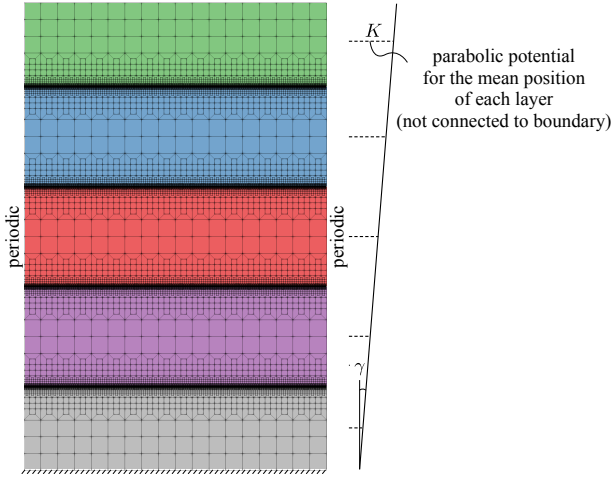 K
parabolic potential
for the mean position
of each layer
(not connected to boundary)
periodic
periodic
γ